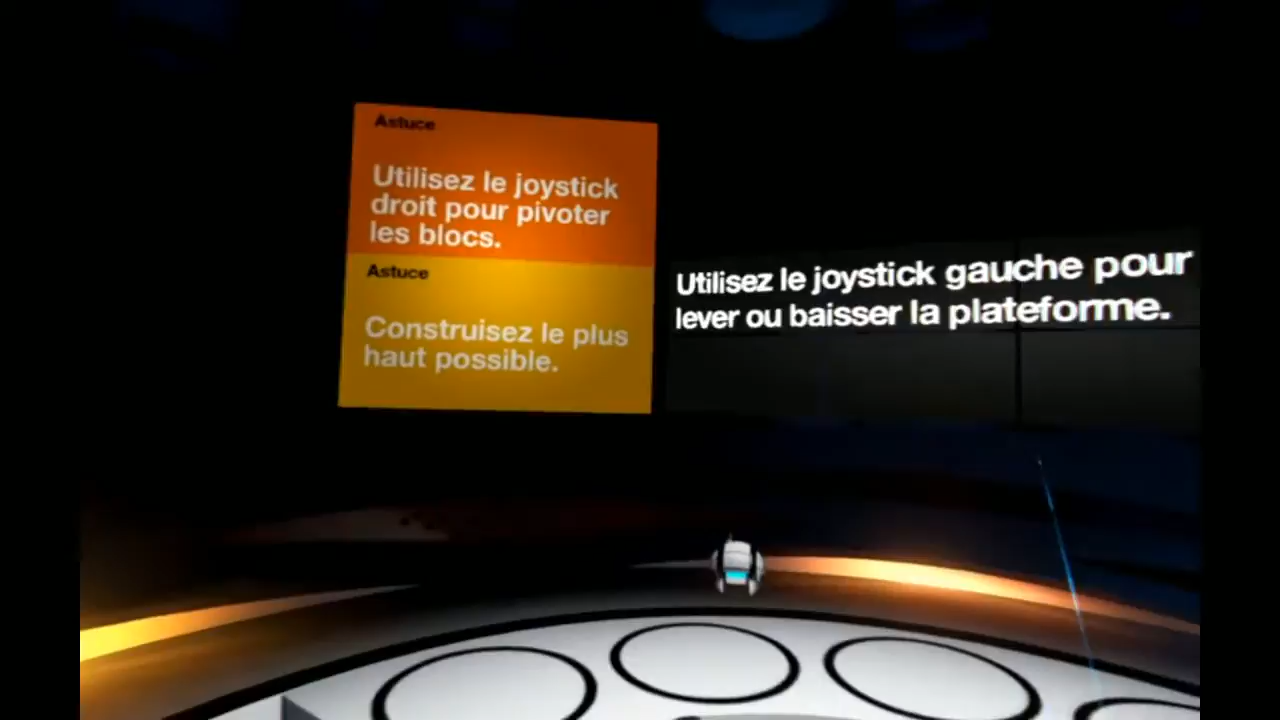 Astuce
Utilisez le joystick
droit pour pivoter
les blocs.
Astuce
Construisez le plus
haut possible.
Utilisez le joystick gauche pour
lever ou baisser la plateforme.